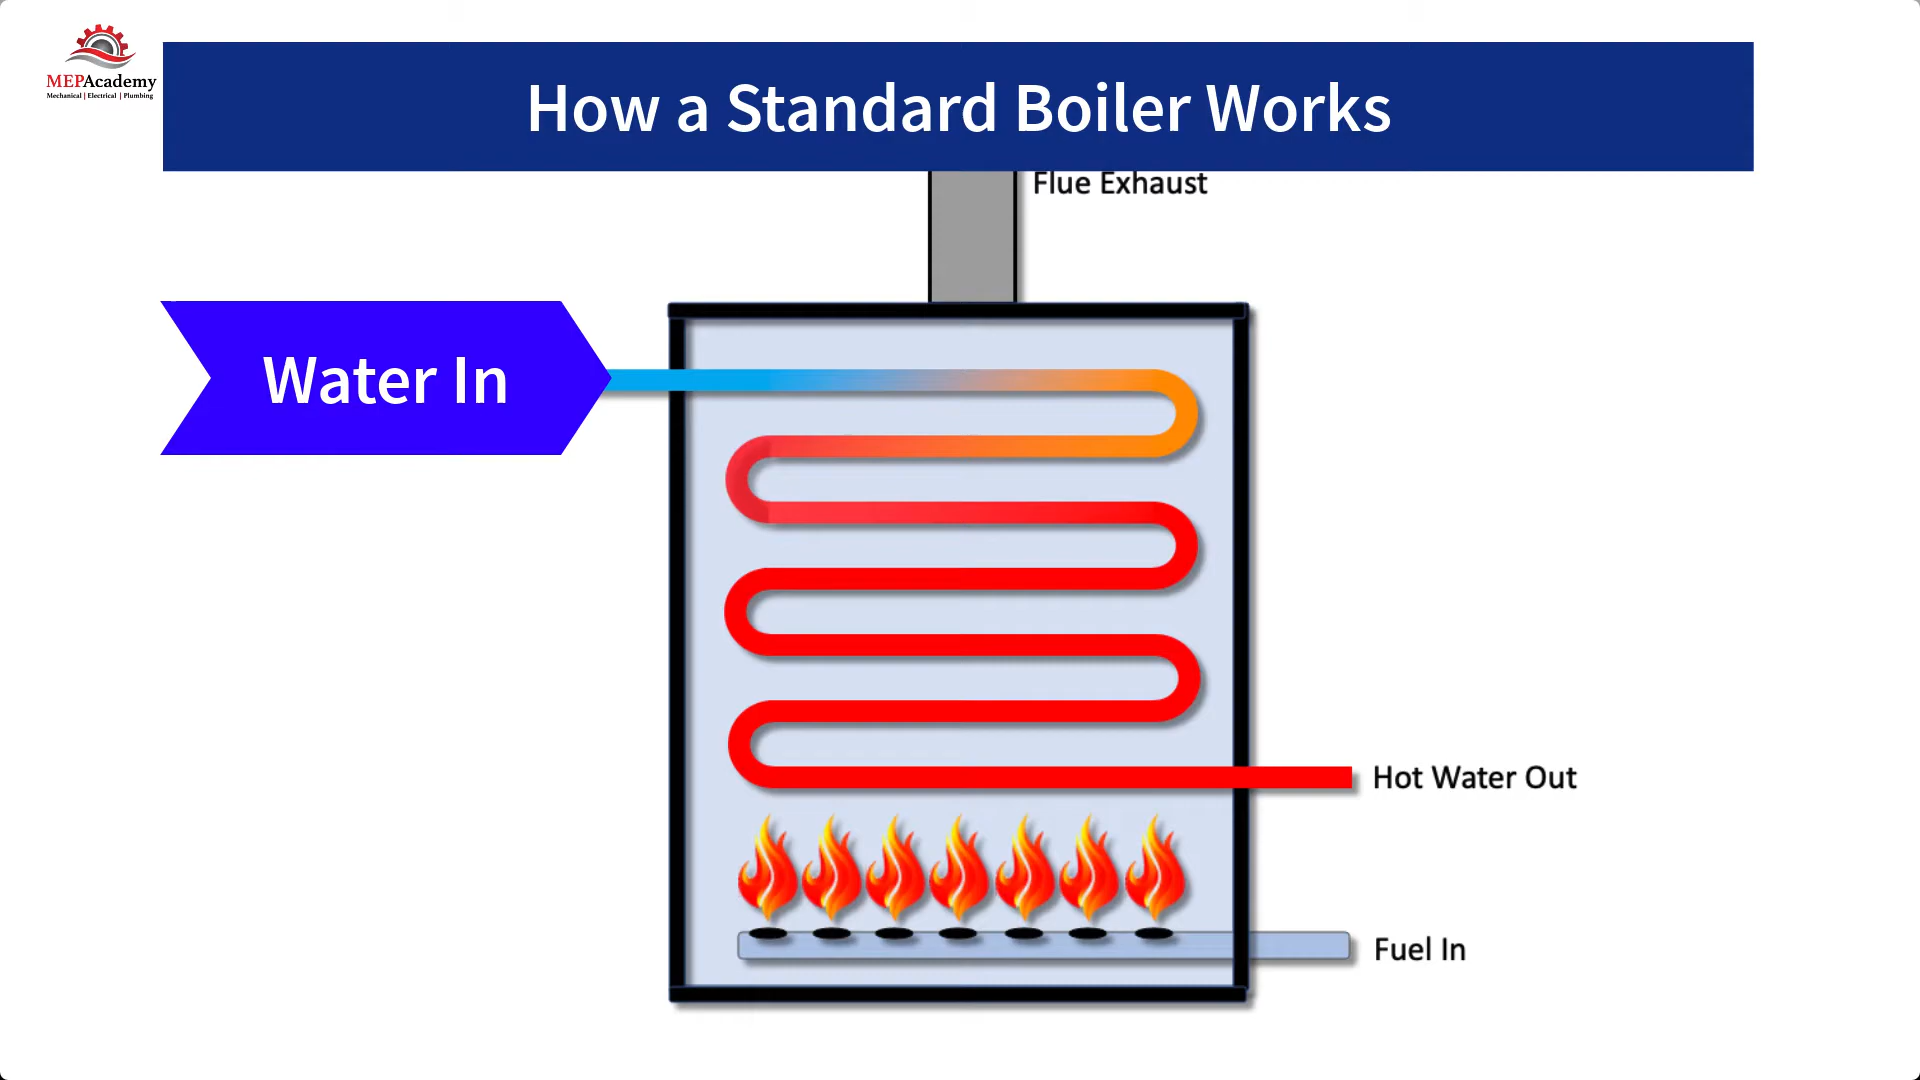 MEPAcademy
Mechanical | Electrical | Plumbing
How a Standard Boiler Works
Flue Exhaust
Water In
Hot Water Out
Fuel In